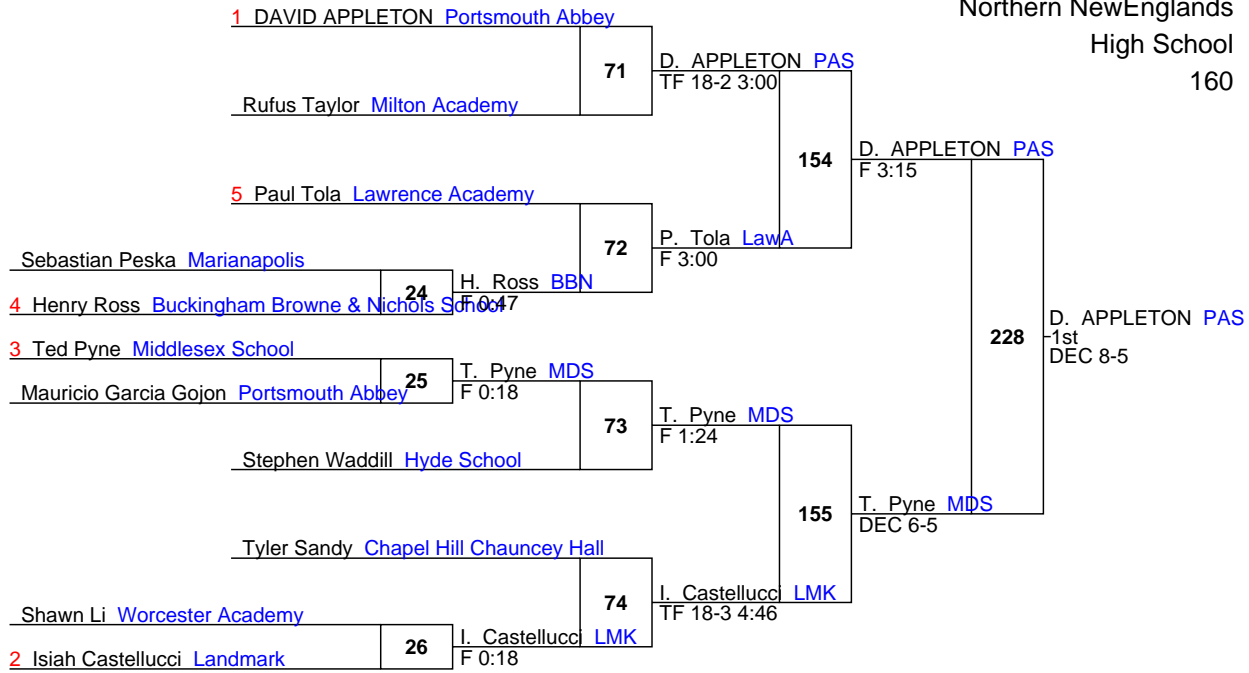 Northern NewEnglands
High School
160
1 DAVID APPLETON Portsmouth Abbey
71
D. APPLETON PAS
TF 18-2 3:00
Rufus Taylor Milton Academy
154
D. APPLETON PAS
F 3:15
5 Paul Tola Lawrence Academy
72
P. Tola LawA
F 3:00
Sebastian Peska Marianapolis
24
H. Ross BBN
F 0:47
4 Henry Ross Buckingham Browne & Nichols School
228
D. APPLETON PAS
1st
DEC 8-5
3 Ted Pyne Middlesex School
25
T. Pyne MDS
F 0:18
Mauricio Garcia Gojon Portsmouth Abbey
73
T. Pyne MDS
F 1:24
Stephen Waddill Hyde School
155
T. Pyne MDS
DEC 6-5
Tyler Sandy Chapel Hill Chauncey Hall
74
I. Castellucci LMK
TF 18-3 4:46
Shawn Li Worcester Academy
26
I. Castellucci LMK
F 0:18
2 Isiah Castellucci Landmark